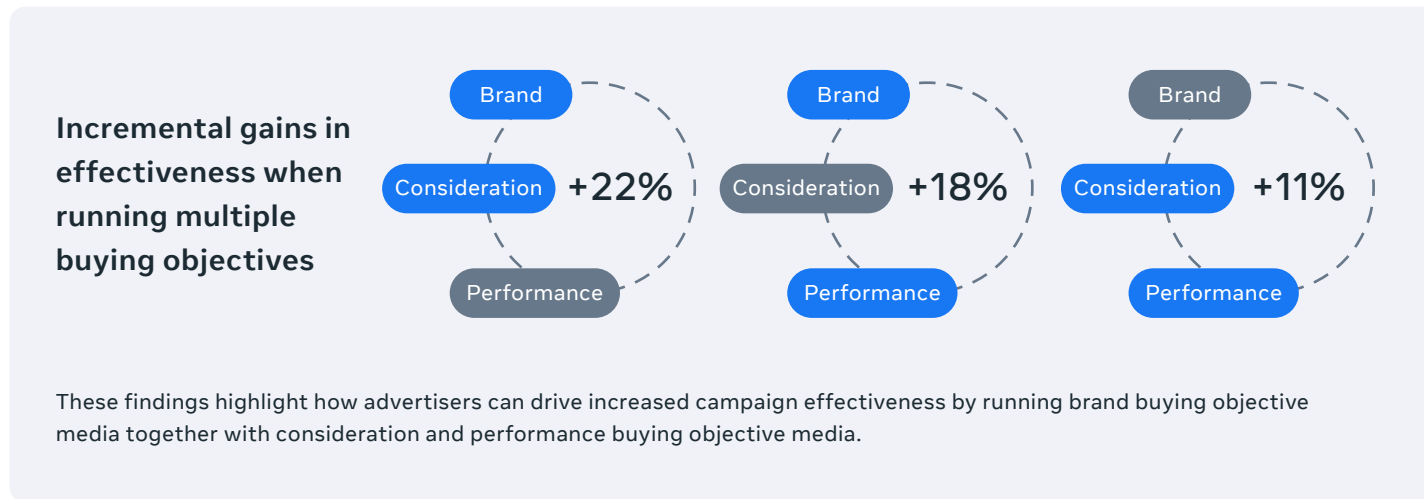 Incremental gains in
effectiveness when
running multiple
buying objectives
Brand
Consideration
+22%
Performance
Brand
Consideration
+18%
Performance
Brand
Consideration
+11%
Performance
These findings highlight how advertisers can drive increased campaign effectiveness by running brand buying objective
media together with consideration and performance buying objective media.